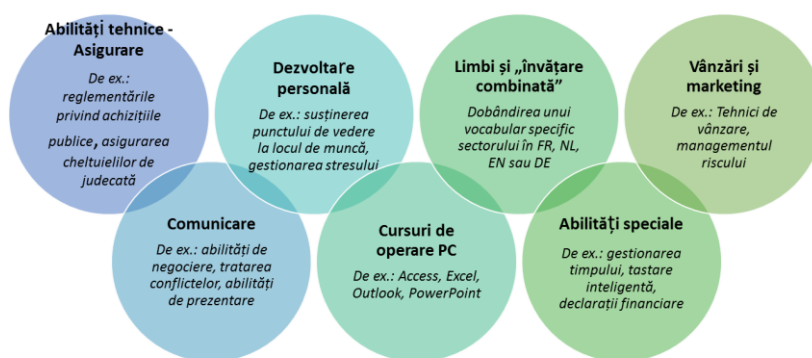 Abilități tehnice -
Asigurare
De ex.:
reglementările
privind achizițiile
publice, asigurarea
cheltuielilor de
judecată
Comunicare
De ex.: abilități de
negociere, tratarea
conflictelor, abilități
de prezentare
Dezvoltare
personală
De ex.: susținerea
punctului de vedere
la locul de muncă,
gestionarea stresului
Cursuri de
operare PC
De ex.: Access, Excel,
Outlook, PowerPoint
Limbi și „învățare
combinată”
Dobândirea unui
vocabular specific
sectorului în FR, NL,
EN sau DE
Abilități speciale
De ex.: gestionarea
timpului, tastare
inteligentă,
declarații financiare
Vânzări și
marketing
De ex.: Tehnici de
vânzare,
managementul
riscului